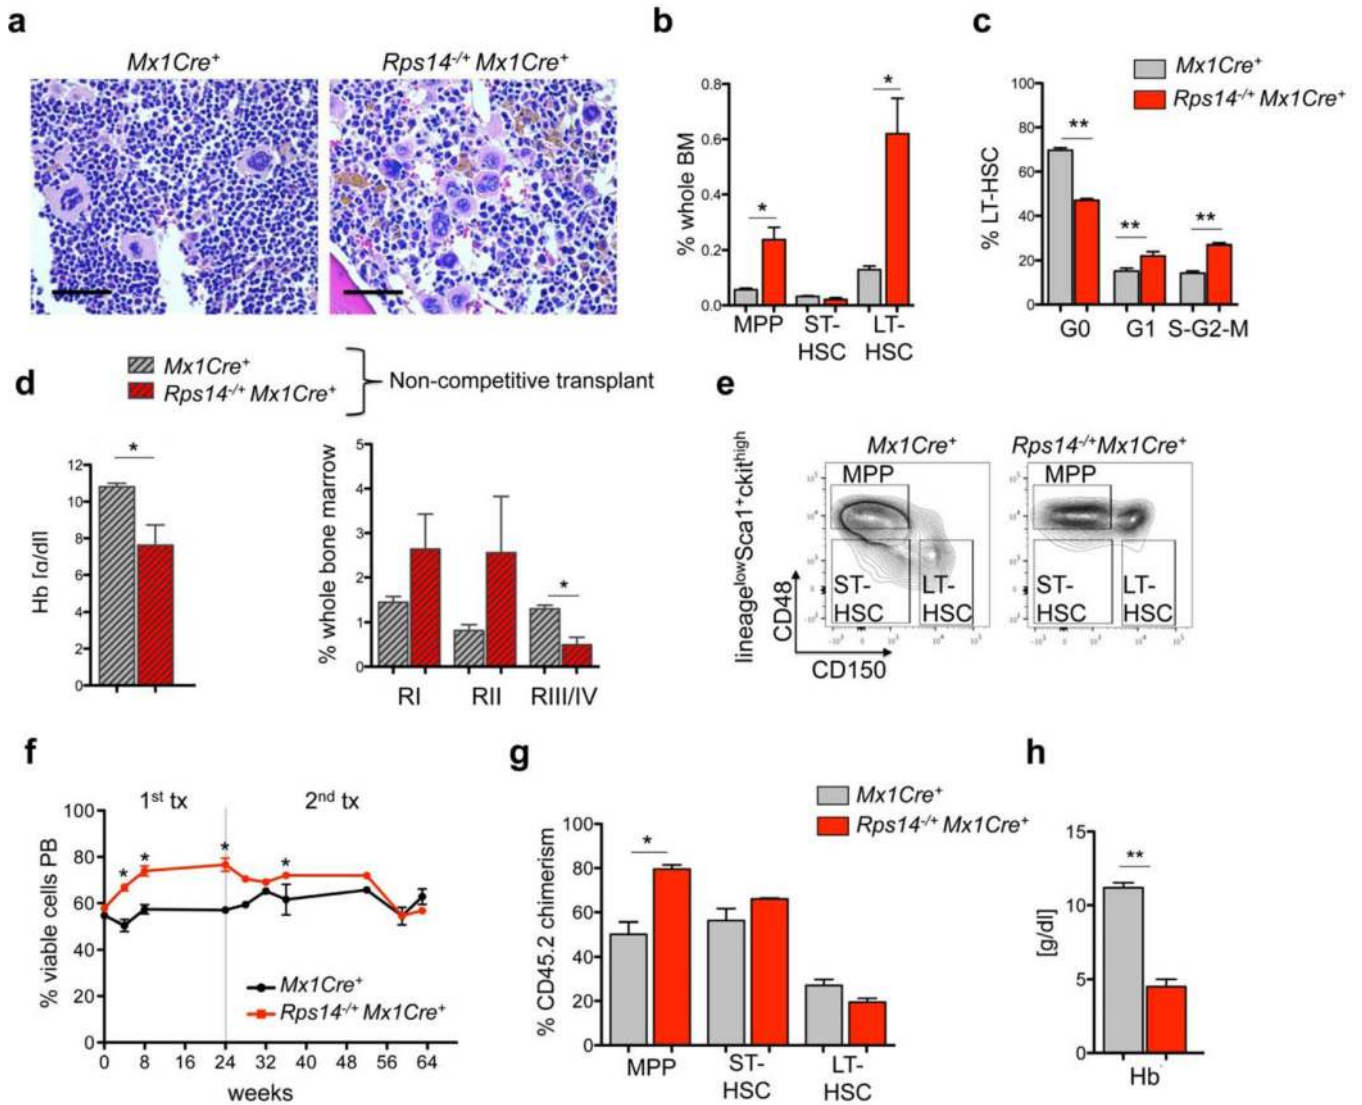 a
Mx1Cre+
Rps14-/+ Mx1Cre+
b
% whole BM
0.8
0.6
0.4
0.2
0.0
*
*
MPP
ST-
HSC
LT-
HSC
c
Mx1Cre+
Rps14-/+ Mx1Cre+
% LT-HSC
100
80
60
40
20
0
**
**
**
G0
G1
S-G2-M
d
Mx1Cre+
Rps14-/+ Mx1Cre+
Non-competitive transplant
Hb [g/dl]
12
10
8
6
4
2
0
*
% whole bone marrow
5
4
3
2
1
0
*
RI
RII
RIII/IV
e
Mx1Cre+
Rps14-/+Mx1Cre+
lineagelowSca1+ckithigh
CD48
CD150
MPP
ST-
HSC
LT-
HSC
MPP
ST-
HSC
LT-
HSC
f
1st tx
2nd tx
% viable cells PB
100
80
60
40
20
0
*
*
*
*
Mx1Cre+
Rps14-/+ Mx1Cre+
0 8 16 24 32 40 48 56 64
weeks
g
Mx1Cre+
Rps14-/+ Mx1Cre+
% CD45.2 chimerism
100
80
60
40
20
0
*
MPP
ST-
HSC
LT-
HSC
h
[g/dl]
15
10
5
0
**
Hb